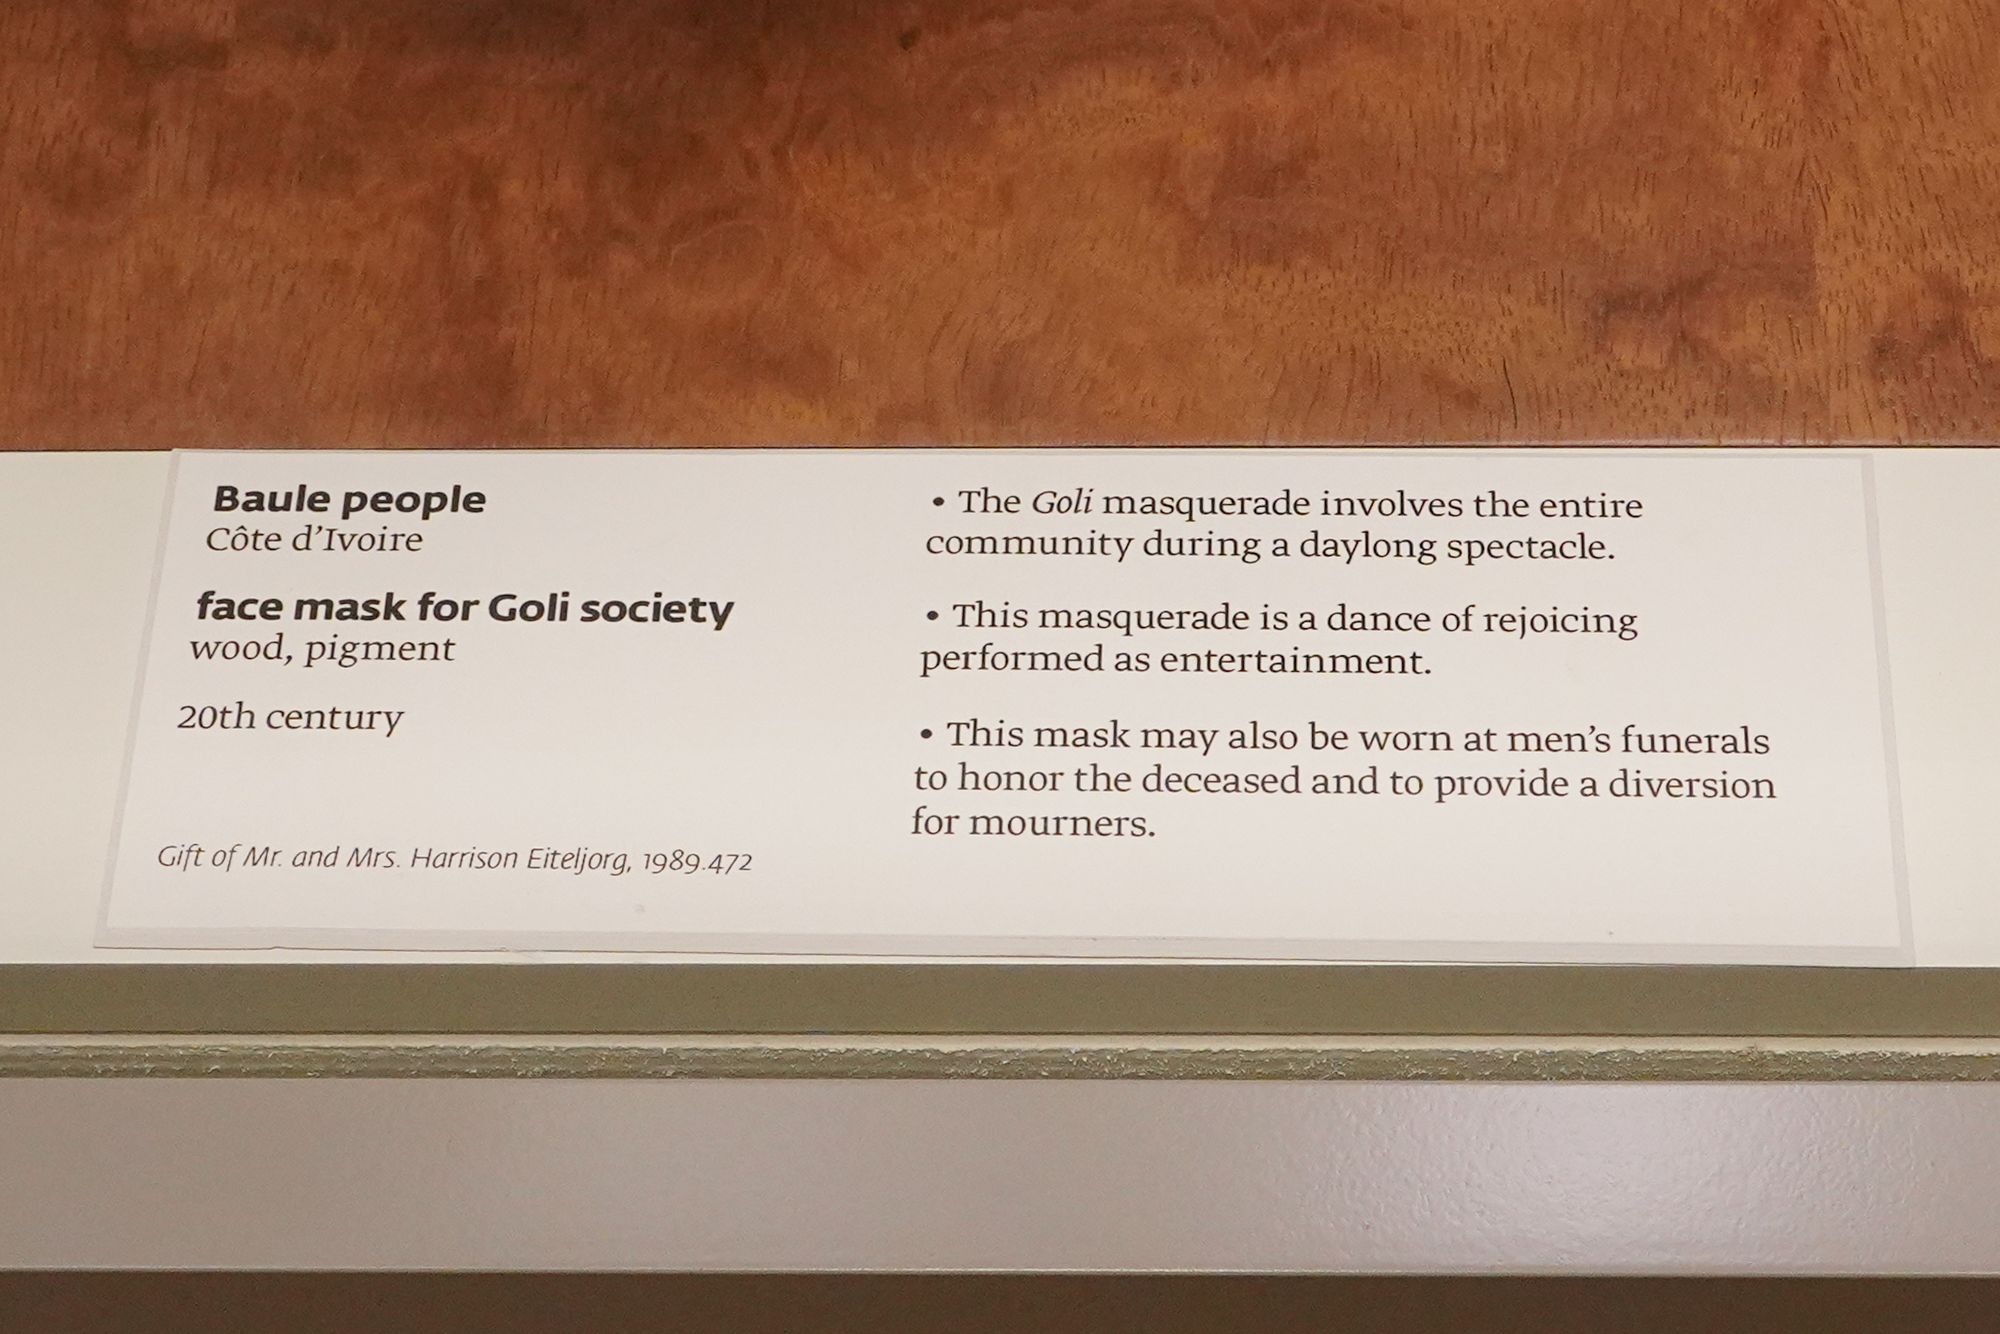 Baule people
Côte d'Ivoire
face mask for Goli society
wood, pigment
20th century
Gift of Mr. and Mrs. Harrison Eiteljorg, 1989.472
• The Goli masquerade involves the entire
community during a daylong spectacle.
• This masquerade is a dance of rejoicing
performed as entertainment.
• This mask may also be worn at men's funerals
to honor the deceased and to provide a diversion
for mourners.